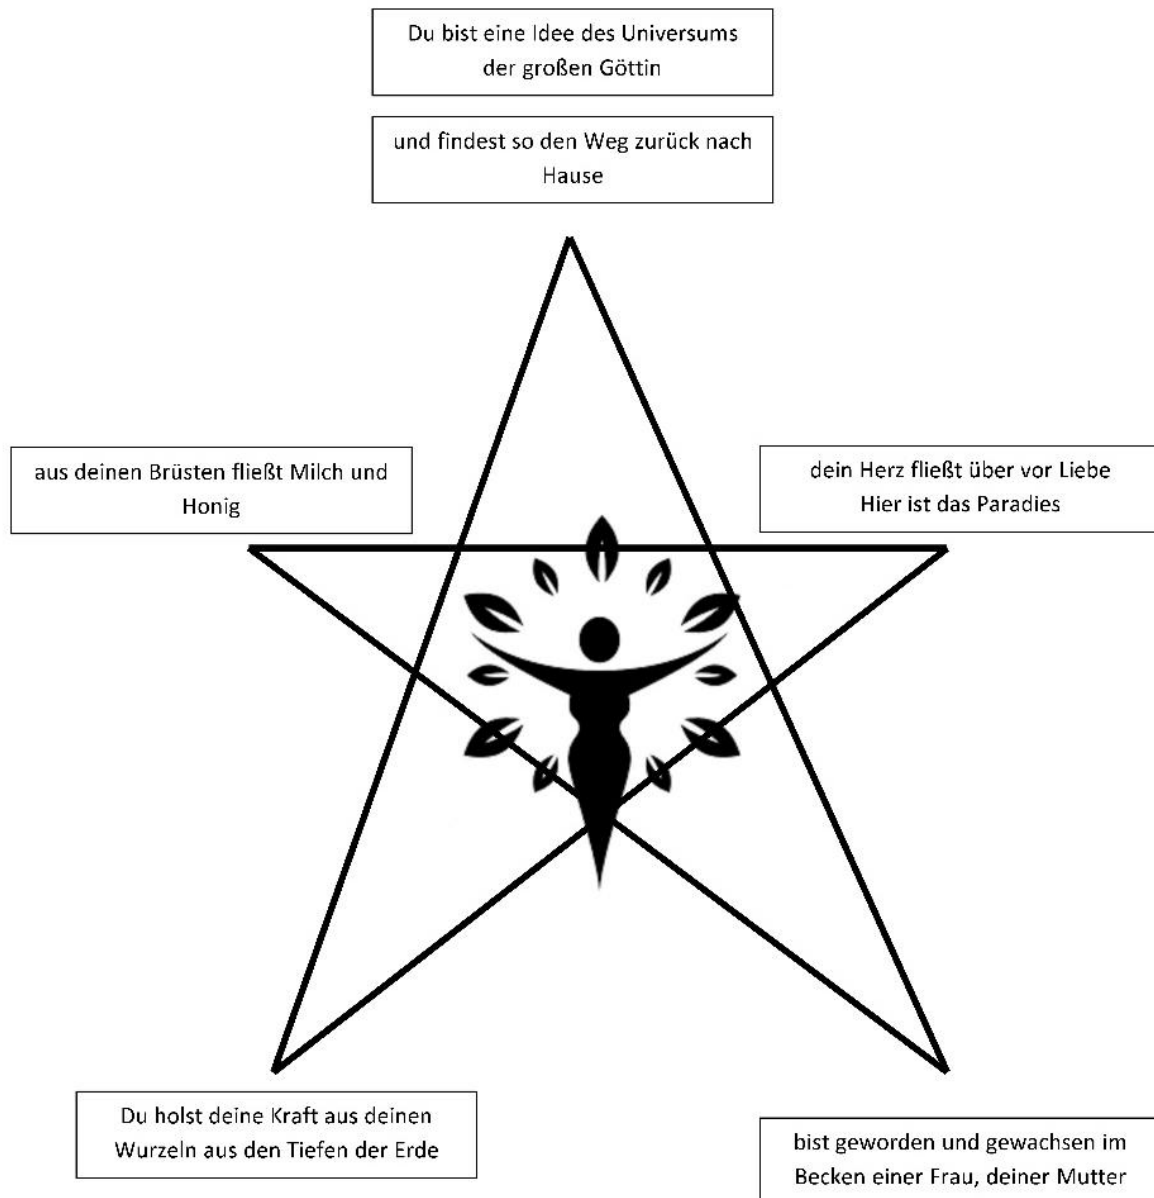 Du bist eine Idee des Universums
der großen Göttin
und findest so den Weg zurück nach
Hause
aus deinen Brüsten fließt Milch und
Honig
dein Herz fließt über vor Liebe
Hier ist das Paradies
Du holst deine Kraft aus deinen
Wurzeln aus den Tiefen der Erde
bist geworden und gewachsen im
Becken einer Frau, deiner Mutter